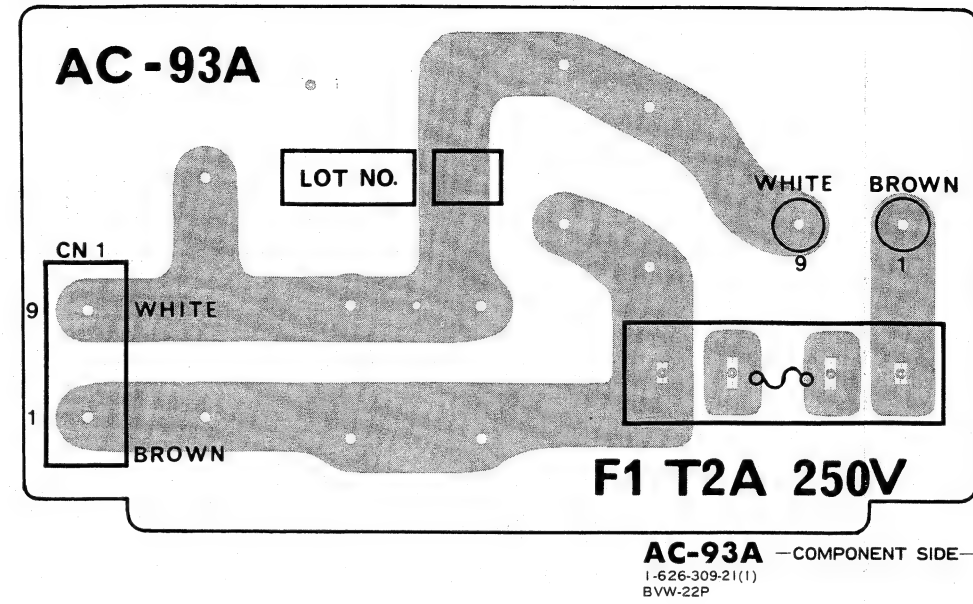 AC-93A
LOT NO.
WHITE BROWN
9 1
CN 1
9 WHITE
1
BROWN
F1 T2A 250V
AC-93A —COMPONENT SIDE—
1-626-309-21(1)
BVW-22P